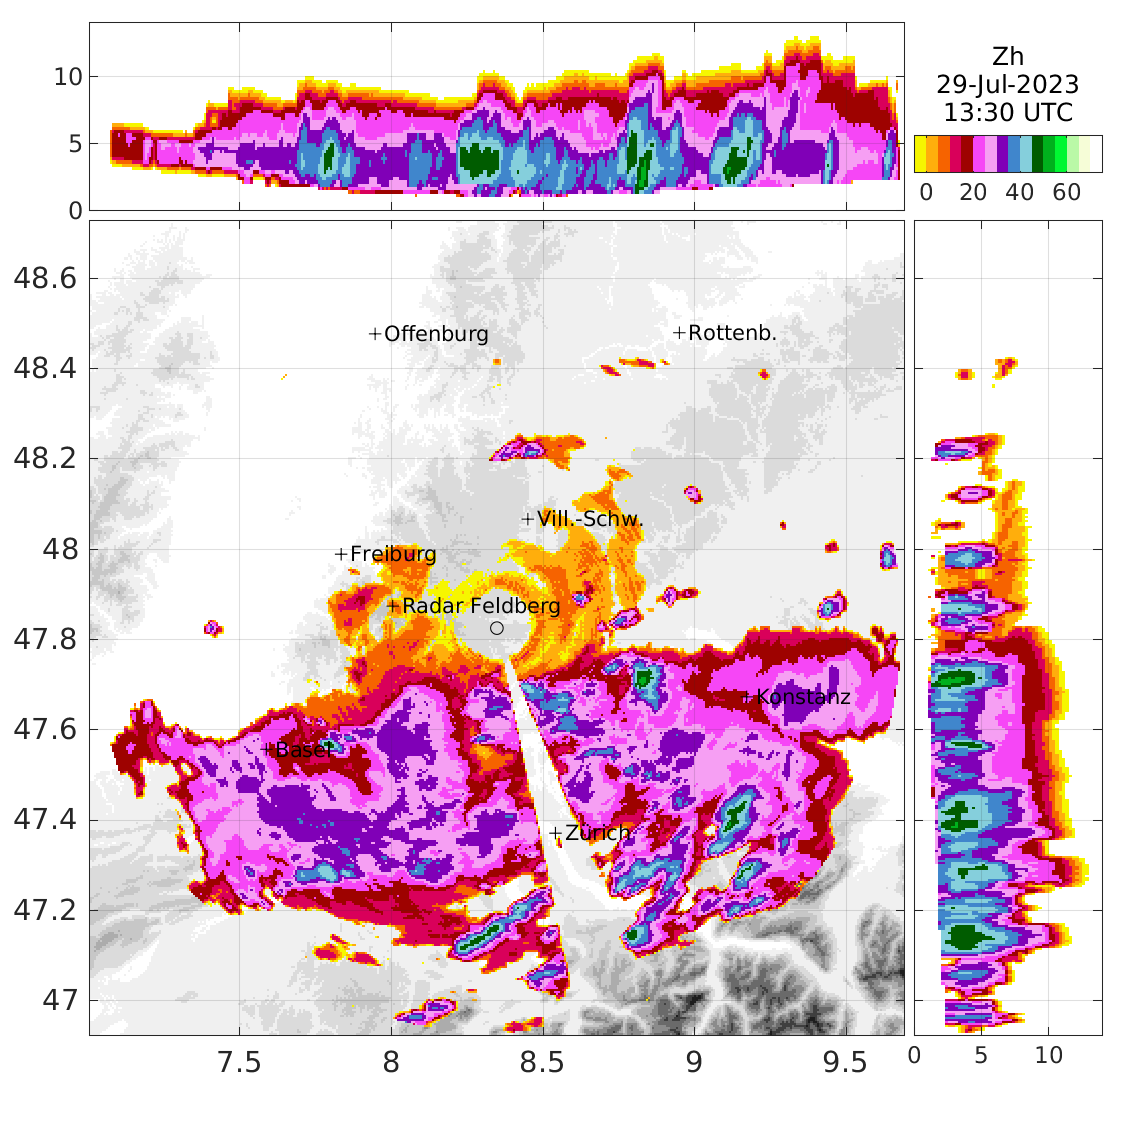 10
5
0
Zh
29-Jul-2023
13:30 UTC
0 20 40 60
48.6
48.4
48.2
48
47.8
47.6
47.4
47.2
47
+Offenburg
+Rottenb.
+Vill.-Schw.
+Freiburg
+Radar Feldberg
+Konstanz
+Basel
+Zürich
7.5 8 8.5 9 9.5
0 5 10